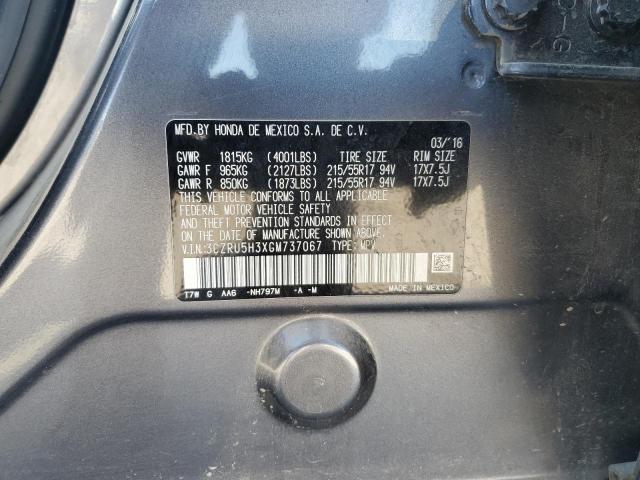 MFD.BY HONDA DE MEXICO S.A. DE C.V.
03/'16
GVWR 1815KG (4001LBS) TIRE SIZE RIM SIZE
GAWR F 965KG (2127LBS) 215/55R17 94V 17X7.5J
GAWR R 850KG (1873LBS) 215/55R17 94V 17X7.5J
THIS VEHICLE CONFORMS TO ALL APPLICABLE
FEDERAL MOTOR VEHICLE SAFETY
AND THEFT PREVENTION STANDARDS IN EFFECT
ON THE DATE OF MANUFACTURE SHOWN ABOVE.
V.I.N.:3CZRU5H3XGM737067 TYPE: MPV
T7W G AA6 -NH797M -A -M MADE IN MEXICO